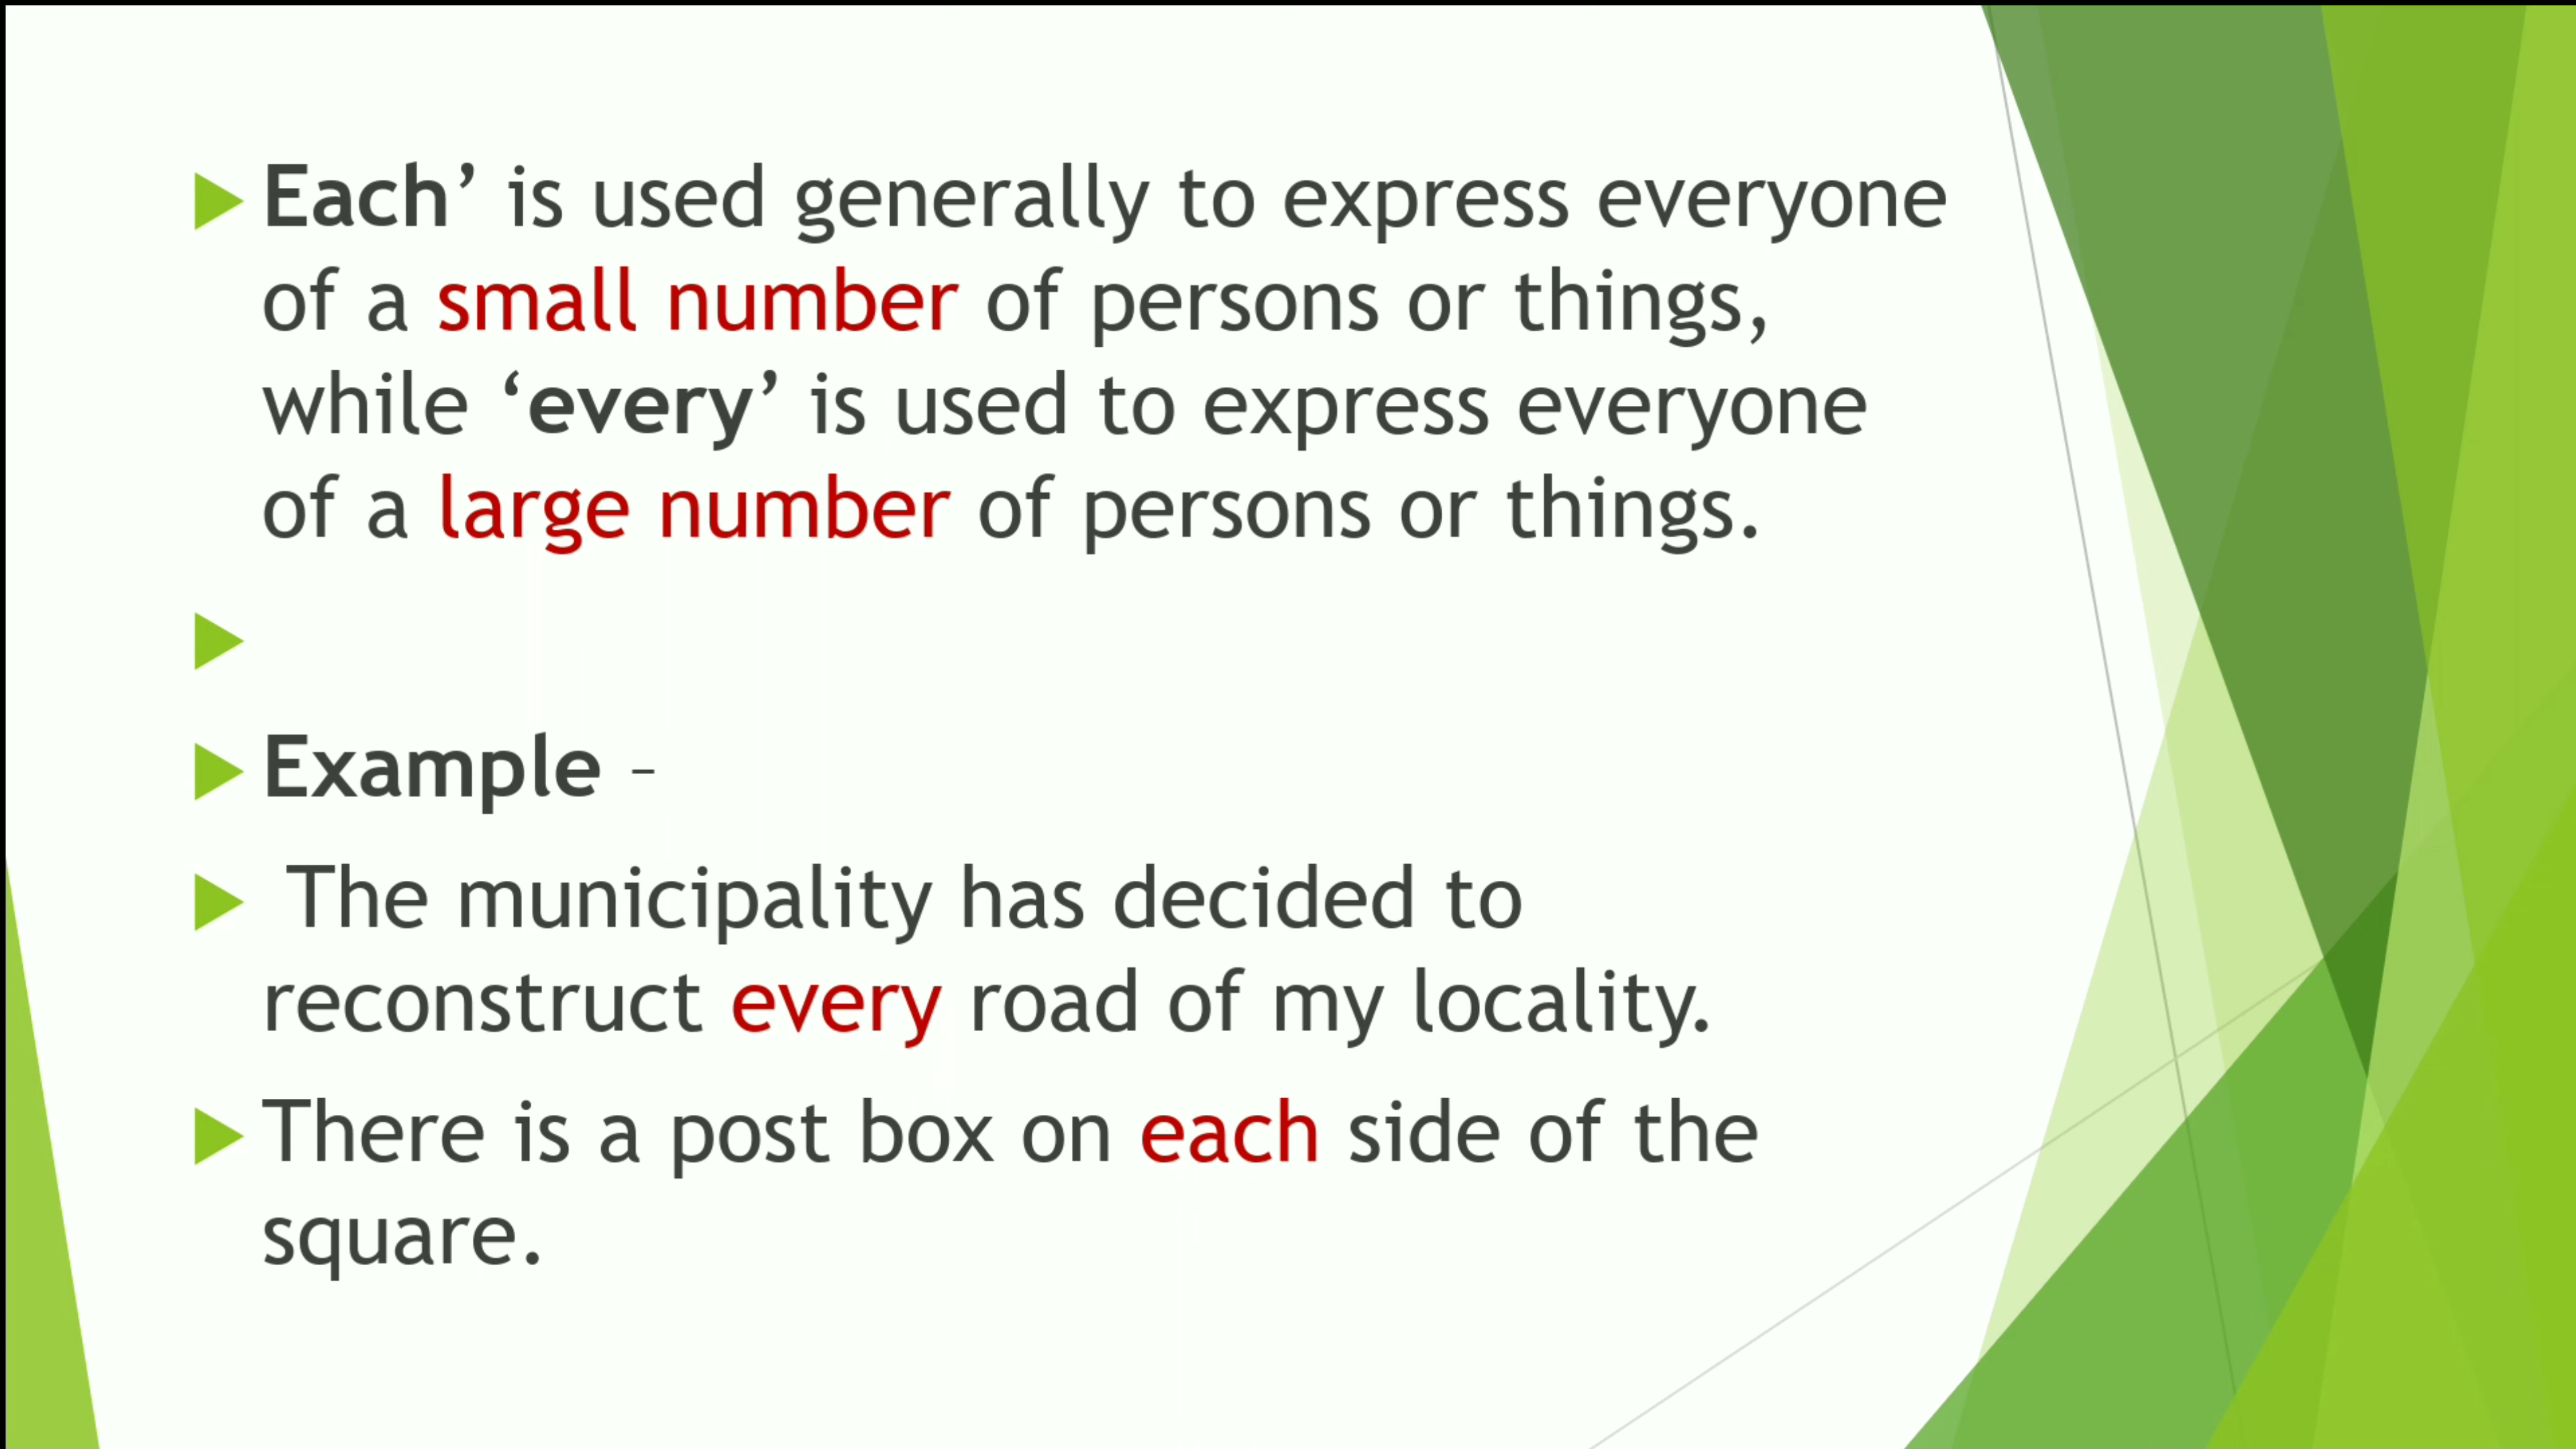 Each’ is used generally to express everyone
of a small number of persons or things,
while ‘every’ is used to express everyone
of a large number of persons or things.
Example –
The municipality has decided to
reconstruct every road of my locality.
There is a post box on each side of the
square.